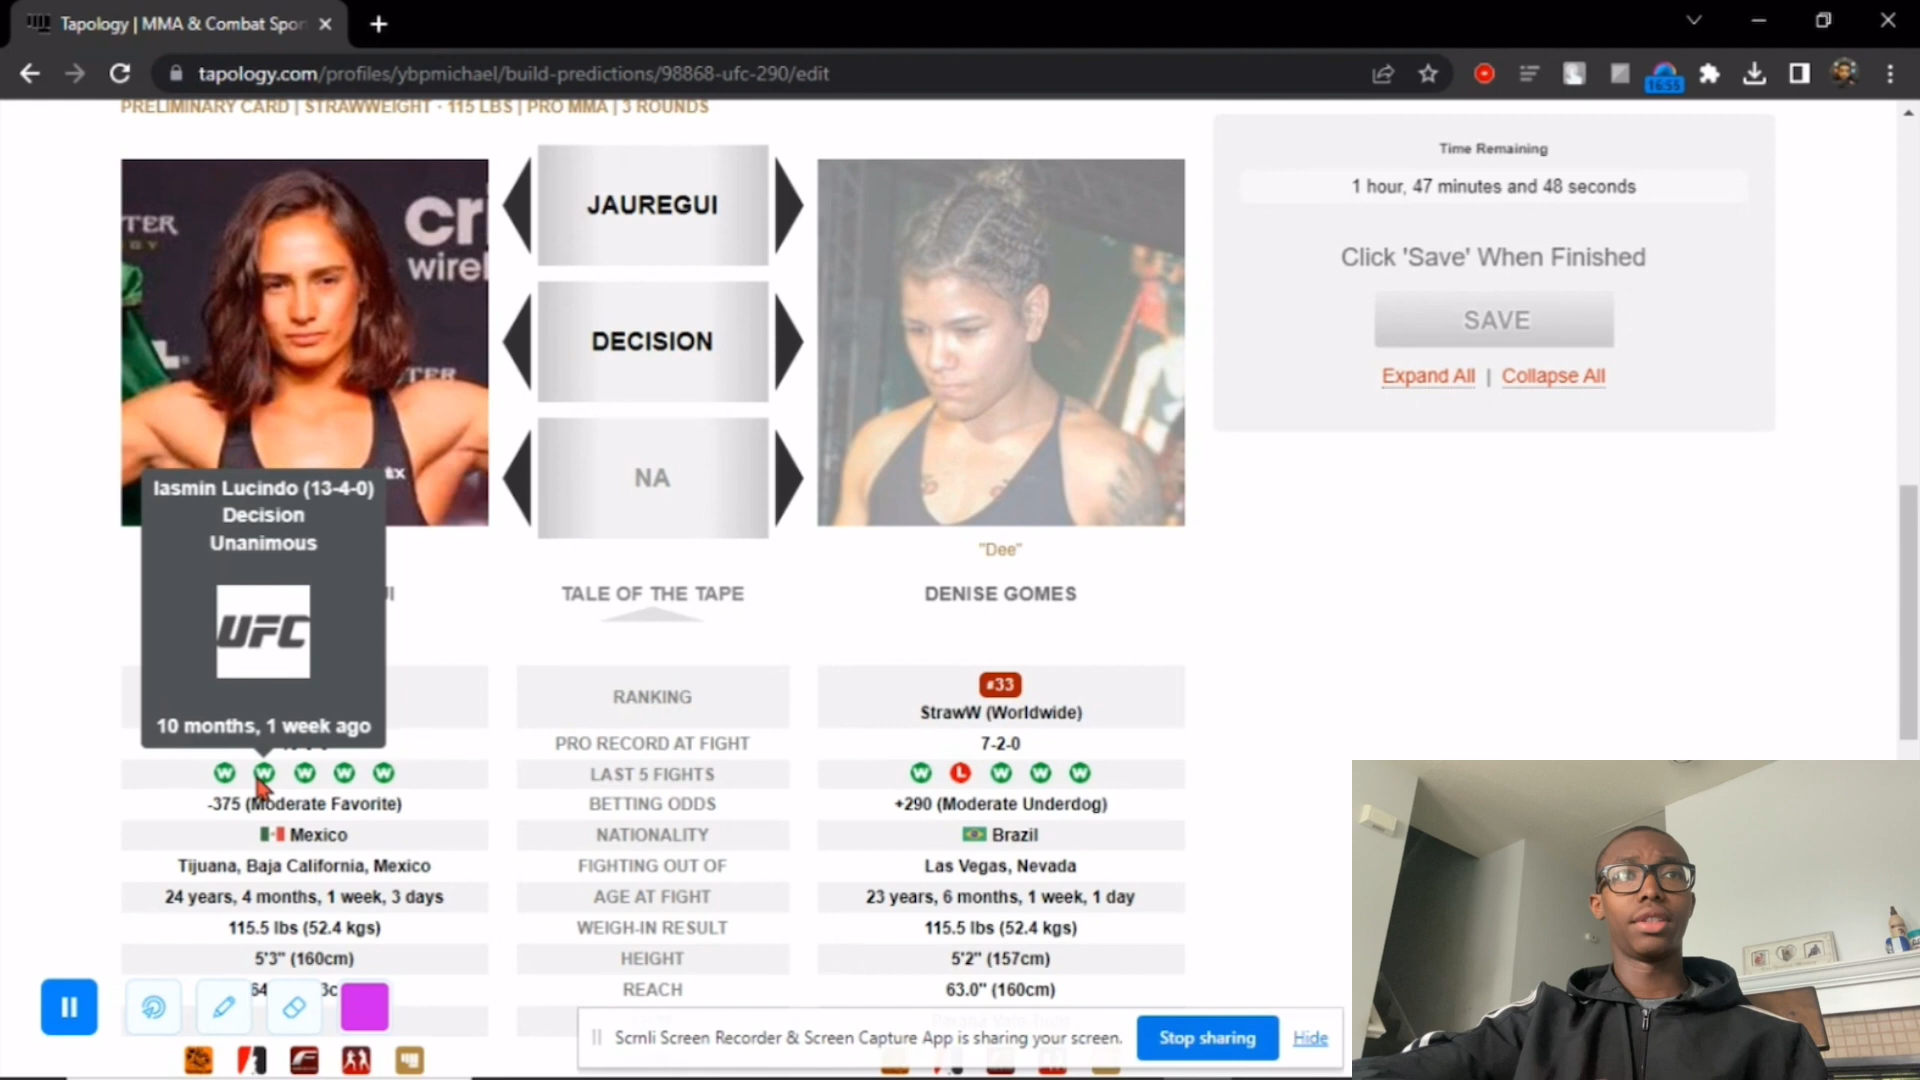 Tapology | MMA & Combat Spor
tapology.com/profiles/ybpmichael/build-predictions/98868-ufc-290/edit
16:55
PRELIMINARY CARD | STRAWWEIGHT · 115 LBS | PRO MMA | 3 ROUNDS
Time Remaining
1 hour, 47 minutes and 48 seconds
Click 'Save' When Finished
SAVE
Expand All | Collapse All
JAUREGUI
DECISION
NA
TER
cri
wirel
TER
Iasmin Lucindo (13-4-0)
Decision
Unanimous
UFC
10 months, 1 week ago
"Dee"
TALE OF THE TAPE
DENISE GOMES
RANKING
#33
StrawW (Worldwide)
PRO RECORD AT FIGHT
7-2-0
W W W W W
LAST 5 FIGHTS
W L W W W
-375 (Moderate Favorite)
BETTING ODDS
+290 (Moderate Underdog)
Mexico
NATIONALITY
Brazil
Tijuana, Baja California, Mexico
FIGHTING OUT OF
Las Vegas, Nevada
24 years, 4 months, 1 week, 3 days
AGE AT FIGHT
23 years, 6 months, 1 week, 1 day
115.5 lbs (52.4 kgs)
WEIGH-IN RESULT
115.5 lbs (52.4 kgs)
5'3" (160cm)
HEIGHT
5'2" (157cm)
REACH
63.0" (160cm)
Scrnli Screen Recorder & Screen Capture App is sharing your screen.
Stop sharing
Hide